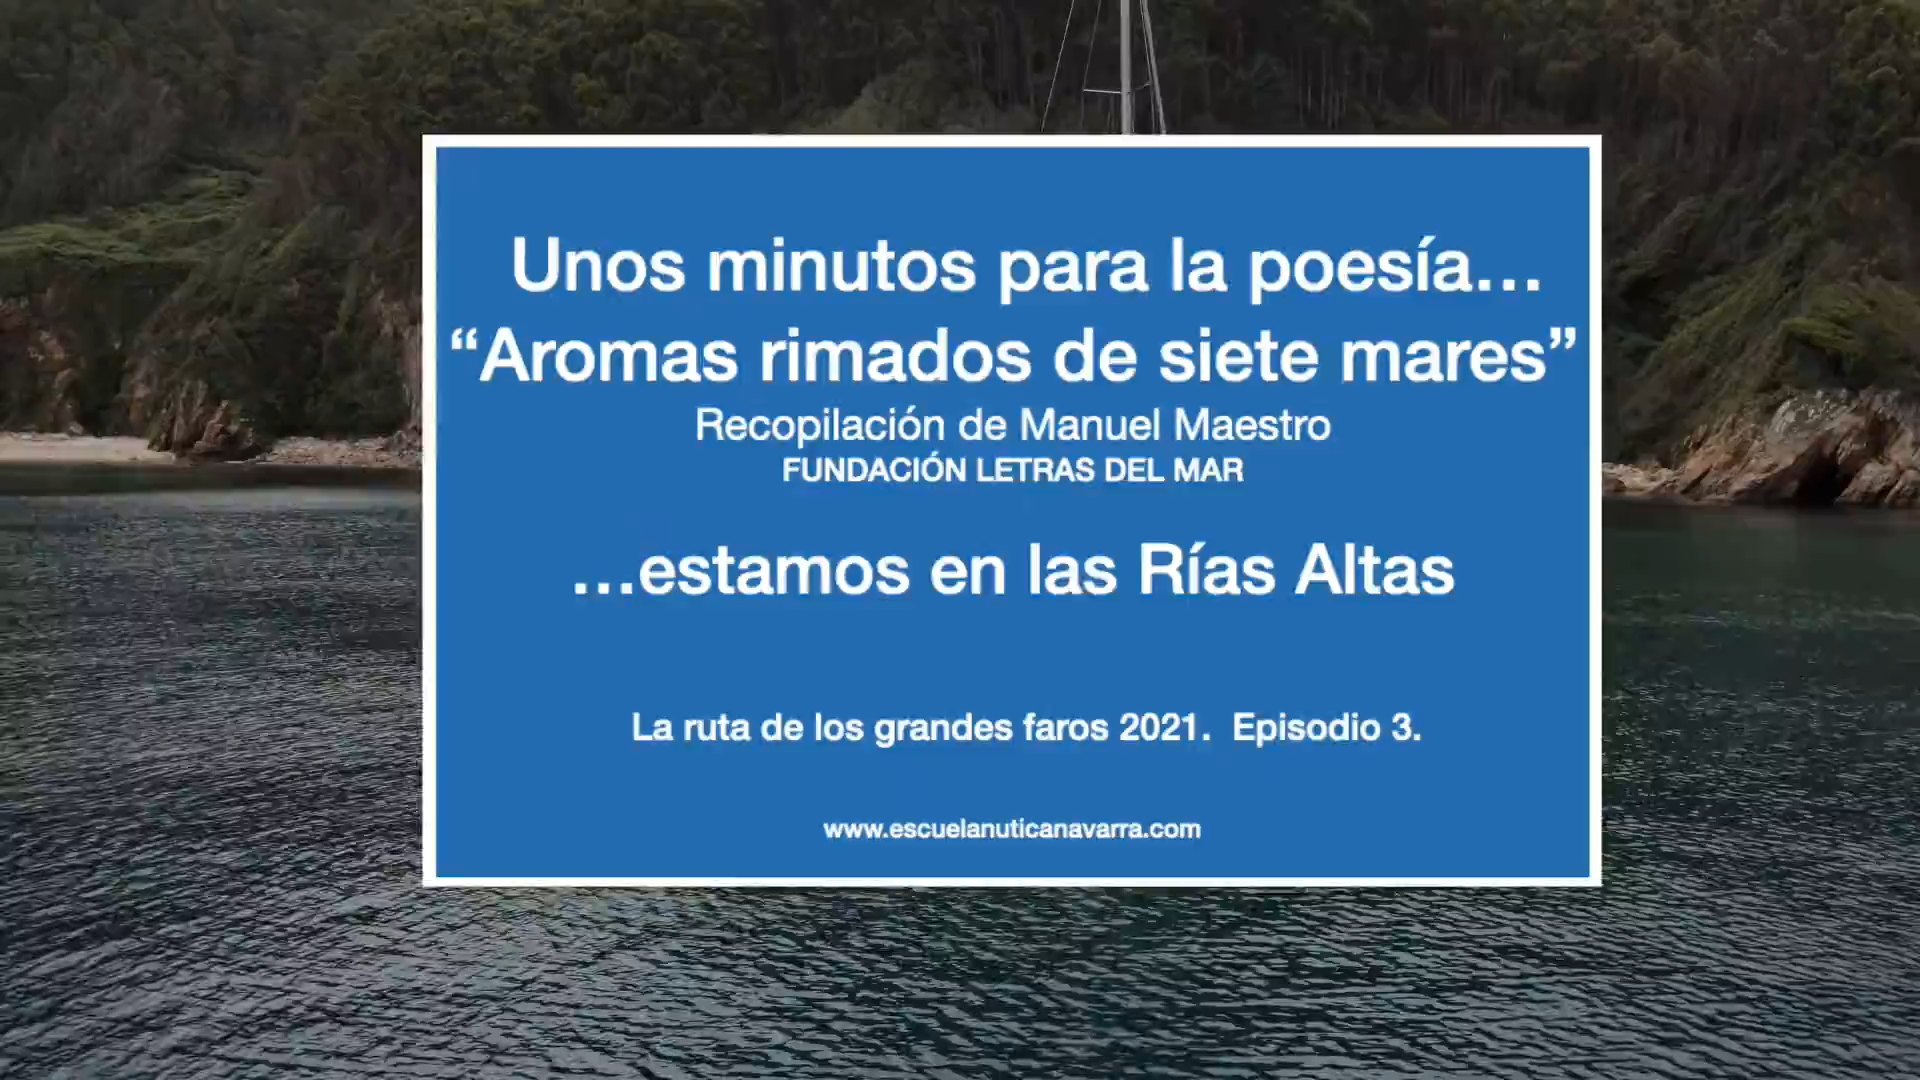 Unos minutos para la poesía...
“Aromas rimados de siete mares”
Recopilación de Manuel Maestro
FUNDACIÓN LETRAS DEL MAR
...estamos en las Rías Altas
La ruta de los grandes faros 2021. Episodio 3.
www.escuelanuticanavarra.com